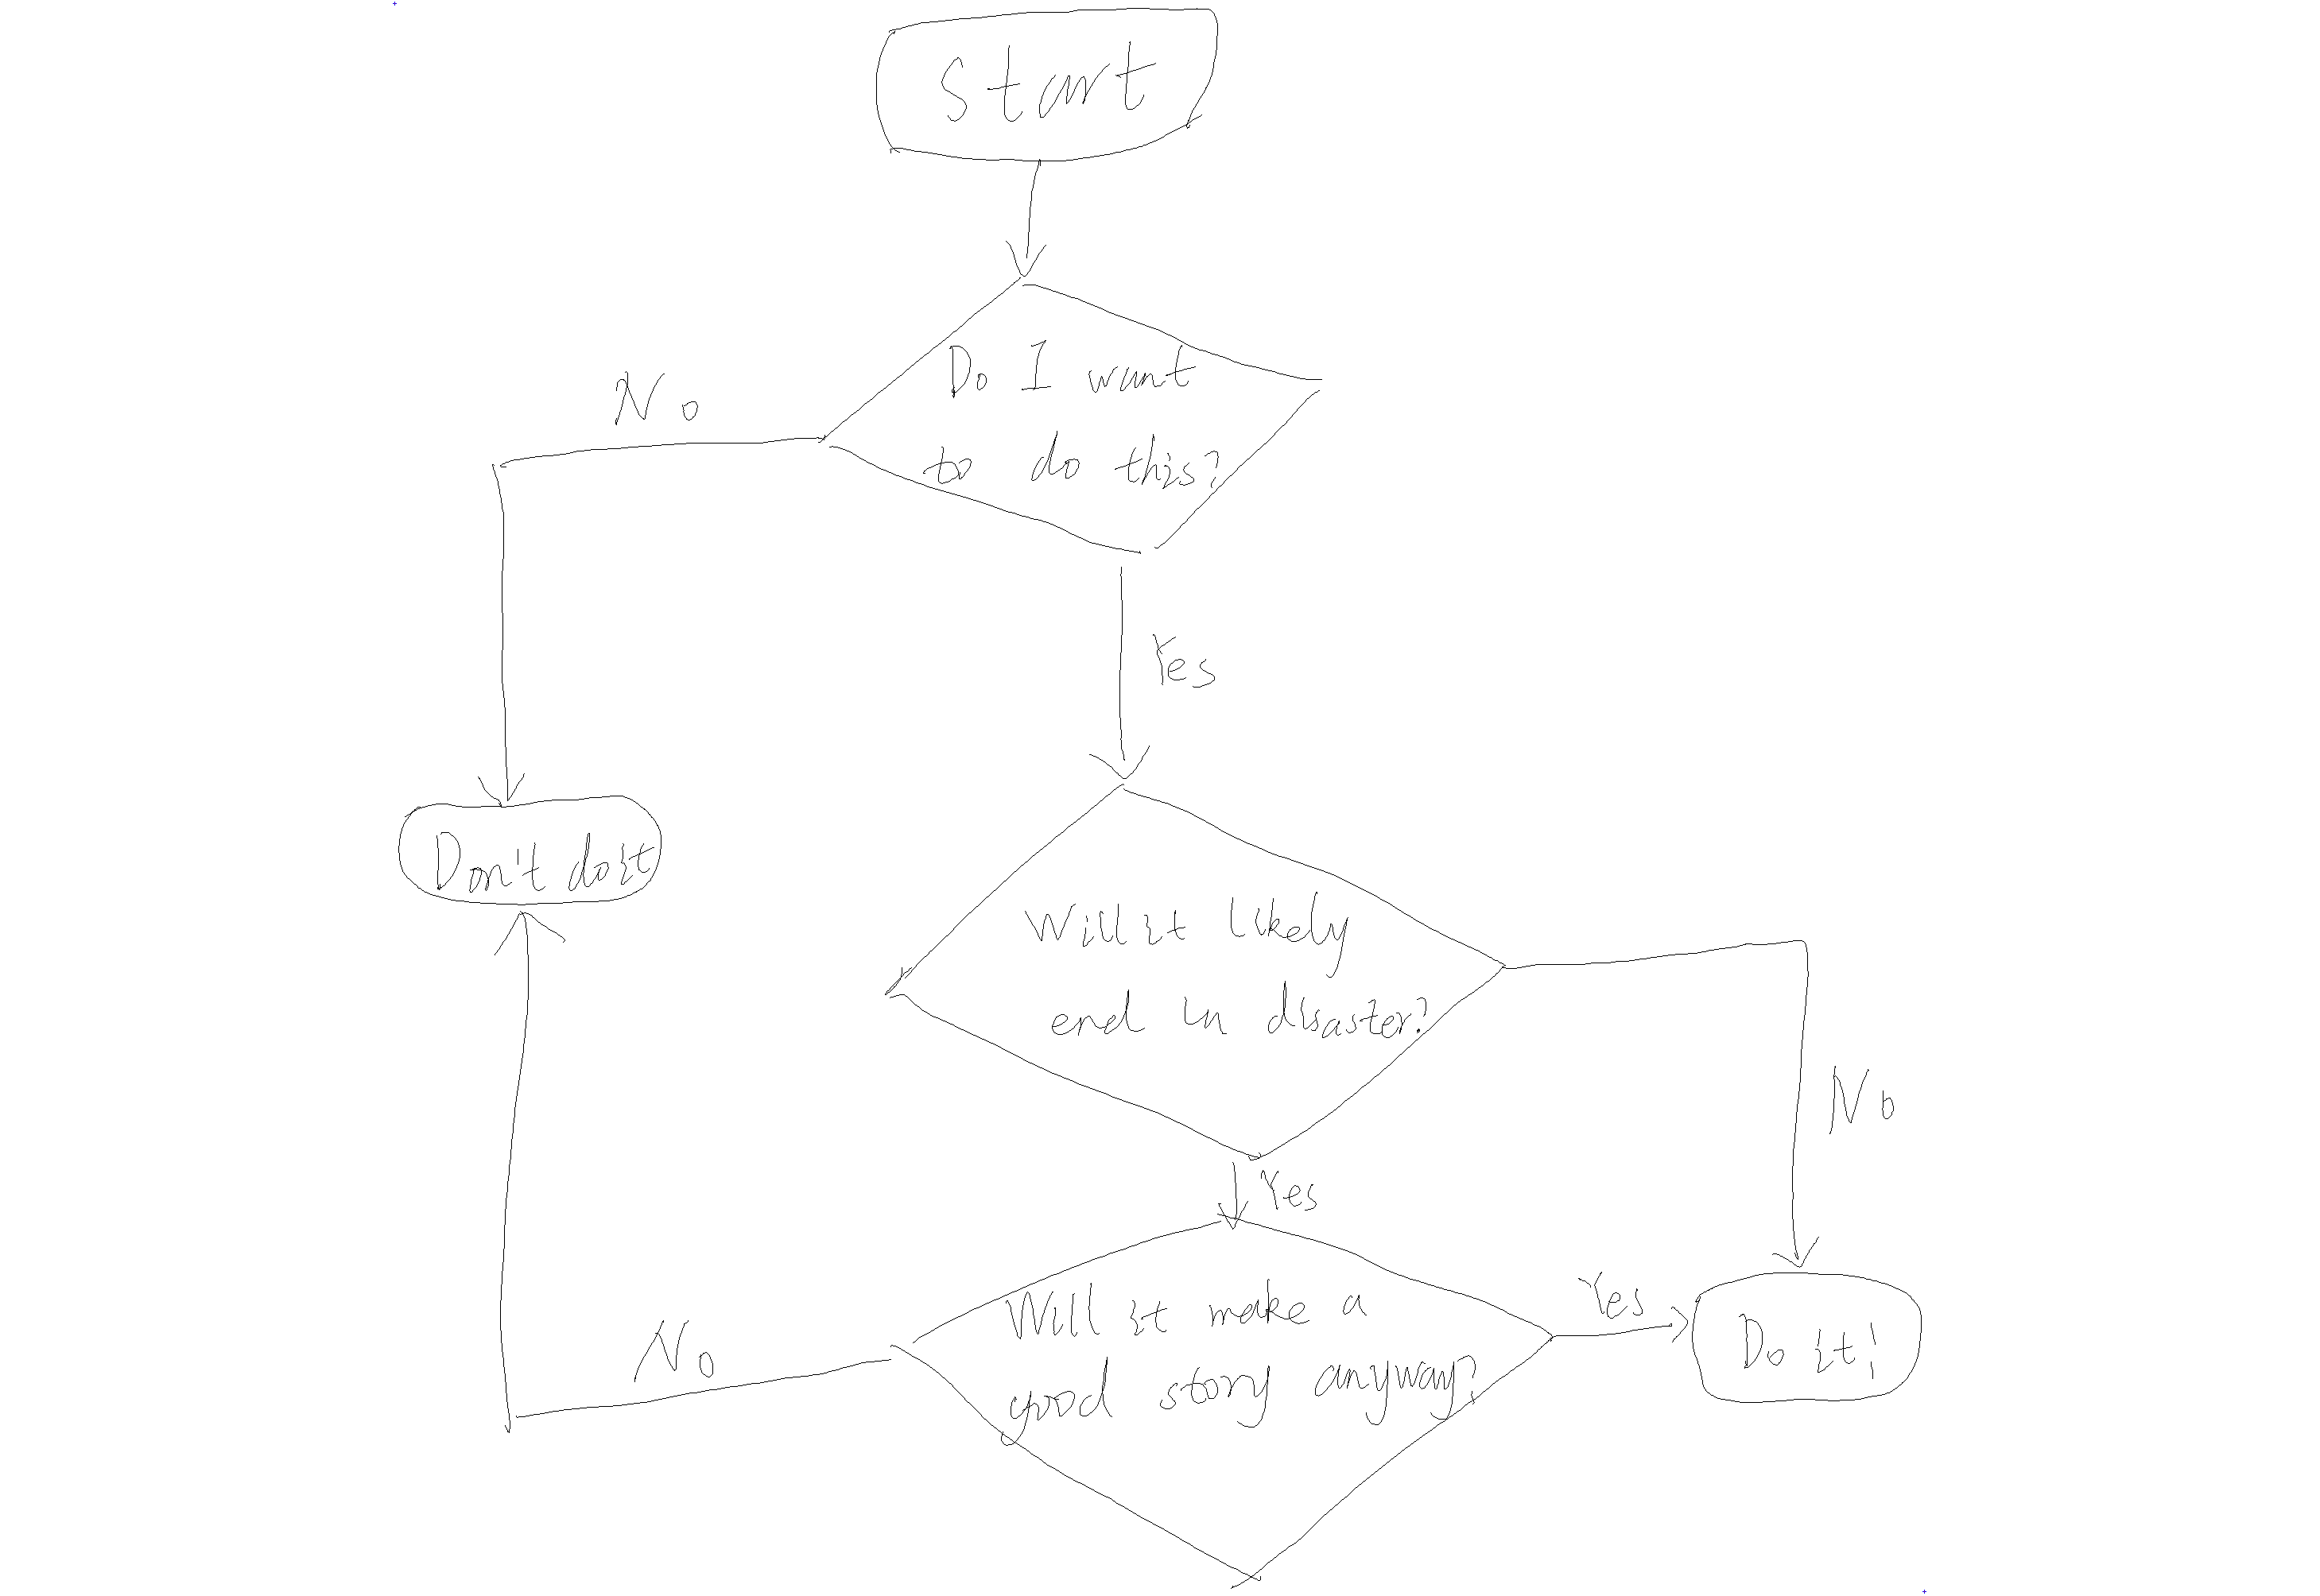 Start
Do I want
to do this?
No
Yes
Don't do it
Will it likely
end in disaster?
No
Yes
Will it make a
good story anyway?
No
Yes
Do it!